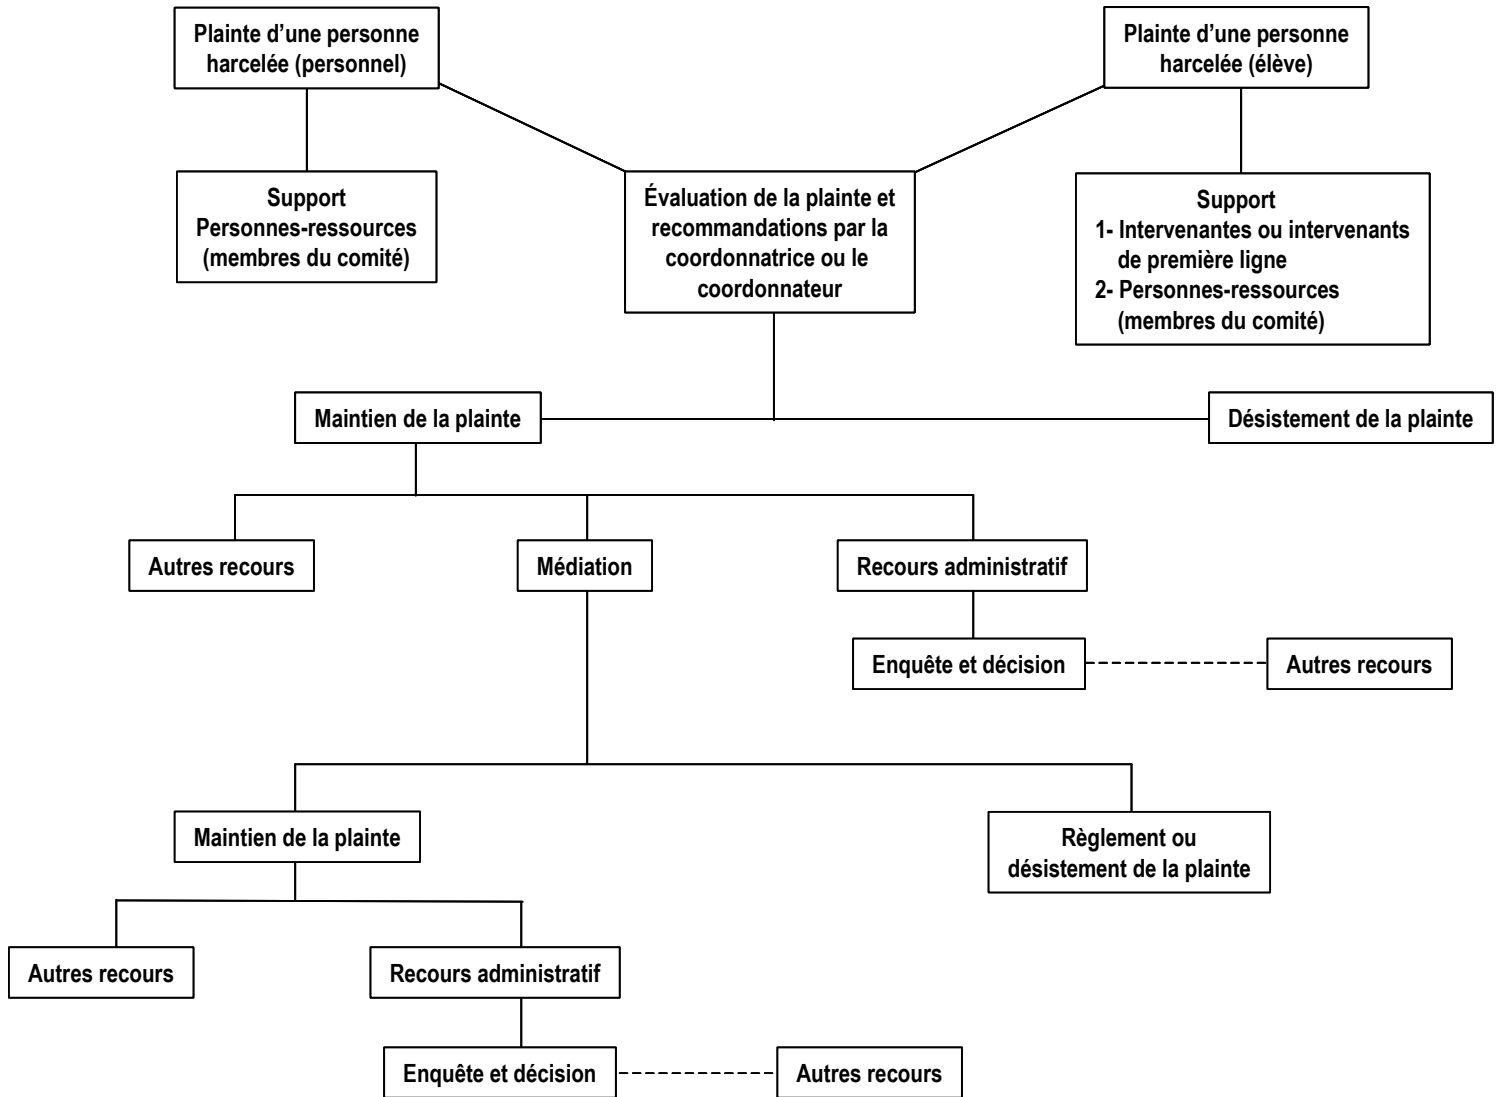 Plainte d’une personne
harcelée (personnel)
Plainte d’une personne
harcelée (élève)
Support
Personnes-ressources
(membres du comité)
Évaluation de la plainte et
recommandations par la
coordonnatrice ou le
coordonnateur
Support
1- Intervenantes ou intervenants
de première ligne
2- Personnes-ressources
(membres du comité)
Maintien de la plainte
Désistement de la plainte
Autres recours
Médiation
Recours administratif
Enquête et décision
Autres recours
Maintien de la plainte
Règlement ou
désistement de la plainte
Autres recours
Recours administratif
Enquête et décision
Autres recours